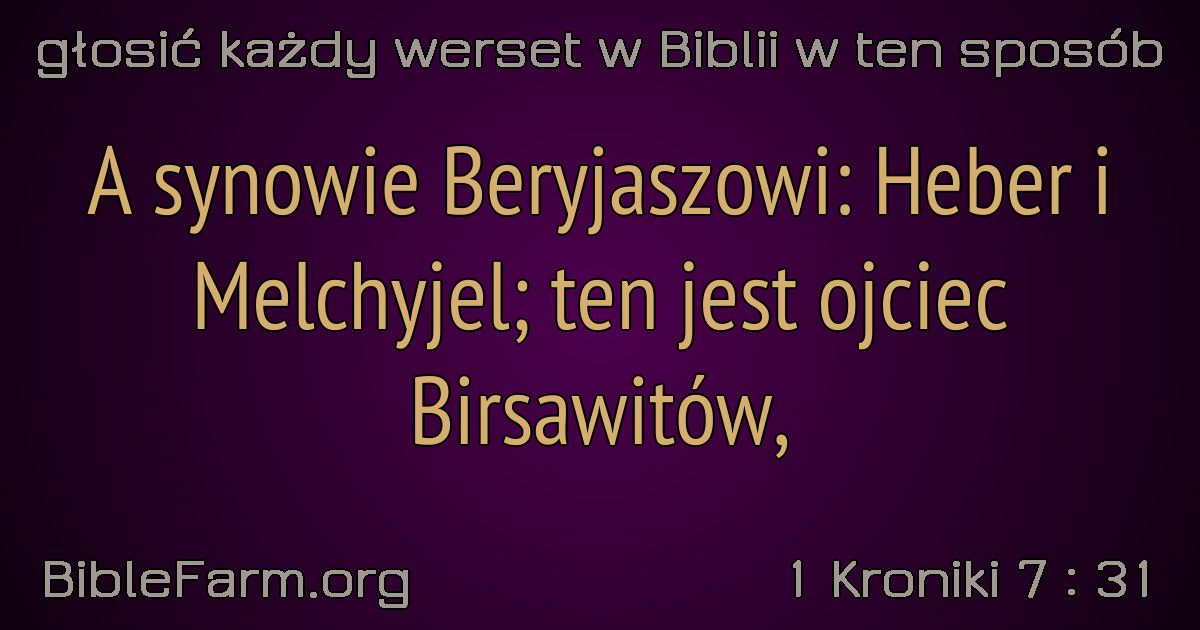 głosić każdy werset w Biblii w ten sposób
A synowie Beryjaszowi: Heber i
Melchyjel; ten jest ojciec
Birsawitów,
BibleFarm.org
1 Kroniki 7 : 31